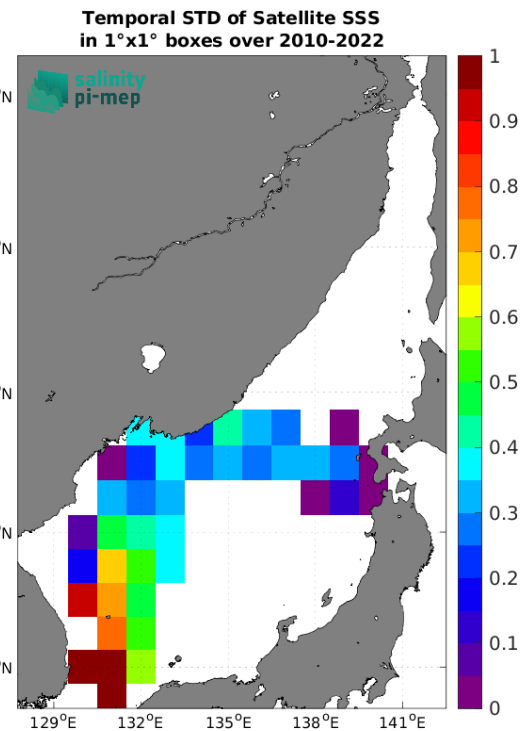 Temporal STD of Satellite SSS
in 1°x1° boxes over 2010-2022
salinity
pi-mep
N
N
N
N
N
129°E
132°E
135°E
138°E
141°E
1
0.9
0.8
0.7
0.6
0.5
0.4
0.3
0.2
0.1
0